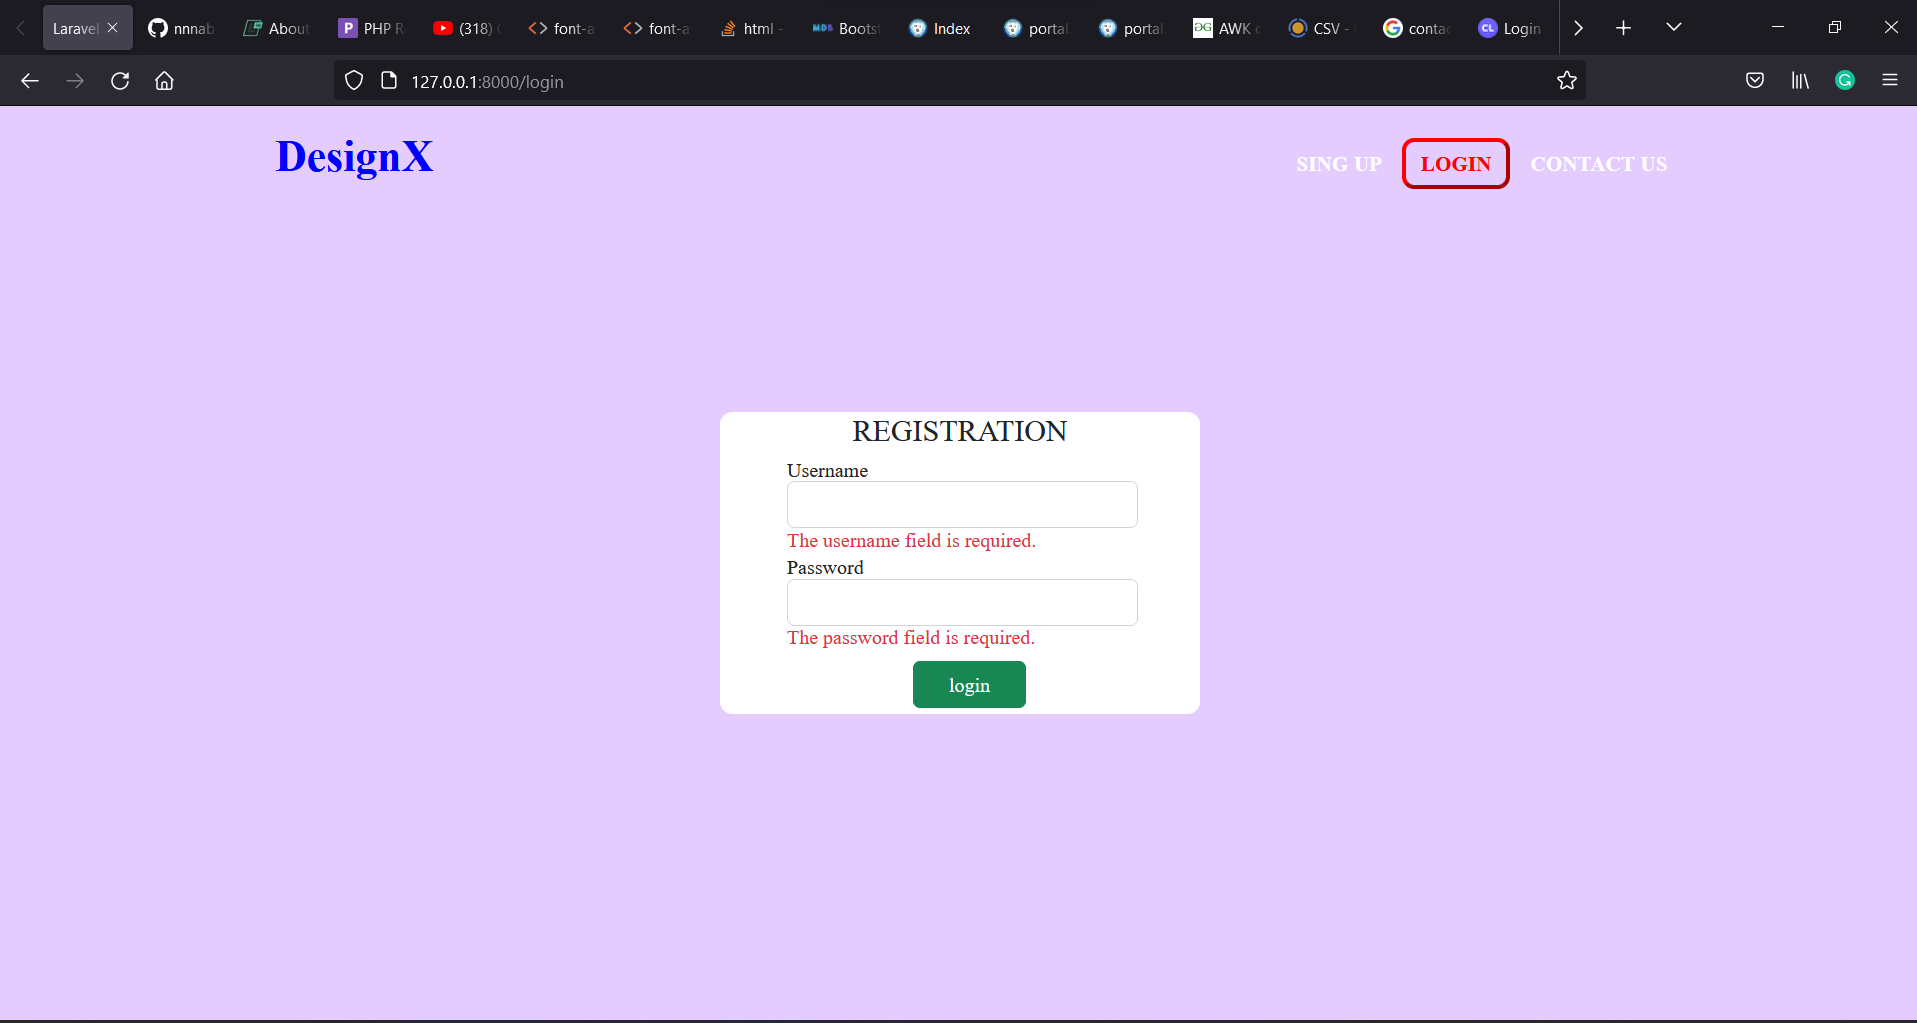 Laravel
nnnab
About
PHP R
(318)
font-a
font-a
html -
MDB Boots
Index
portal.
portal.
AWK c
CSV -
contac
CL Login
127.0.0.1:8000/login
DesignX
SING UP LOGIN CONTACT US
REGISTRATION
Username
The username field is required.
Password
The password field is required.
login